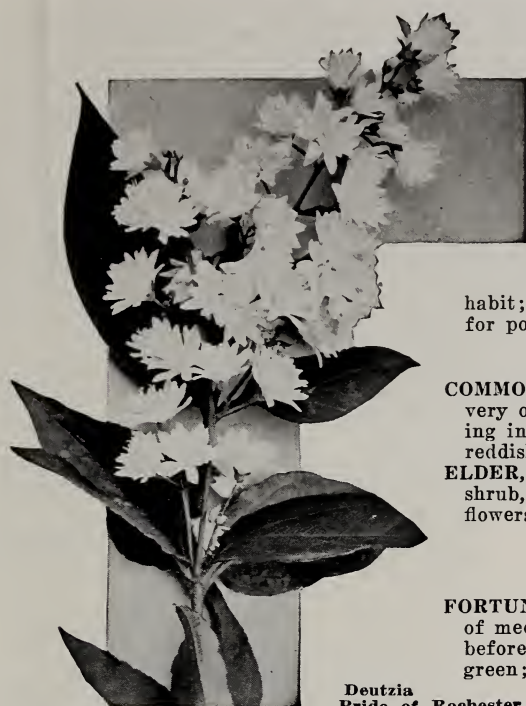 habit;
for po
COMMO
very o
ing in
reddis
ELDER,
shrub,
flowers
FORTUN
of med
before
green;
Deutzia
Pride of Rochester